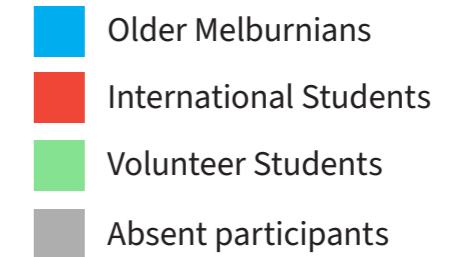 Older Melburnians
International Students
Volunteer Students
Absent participants